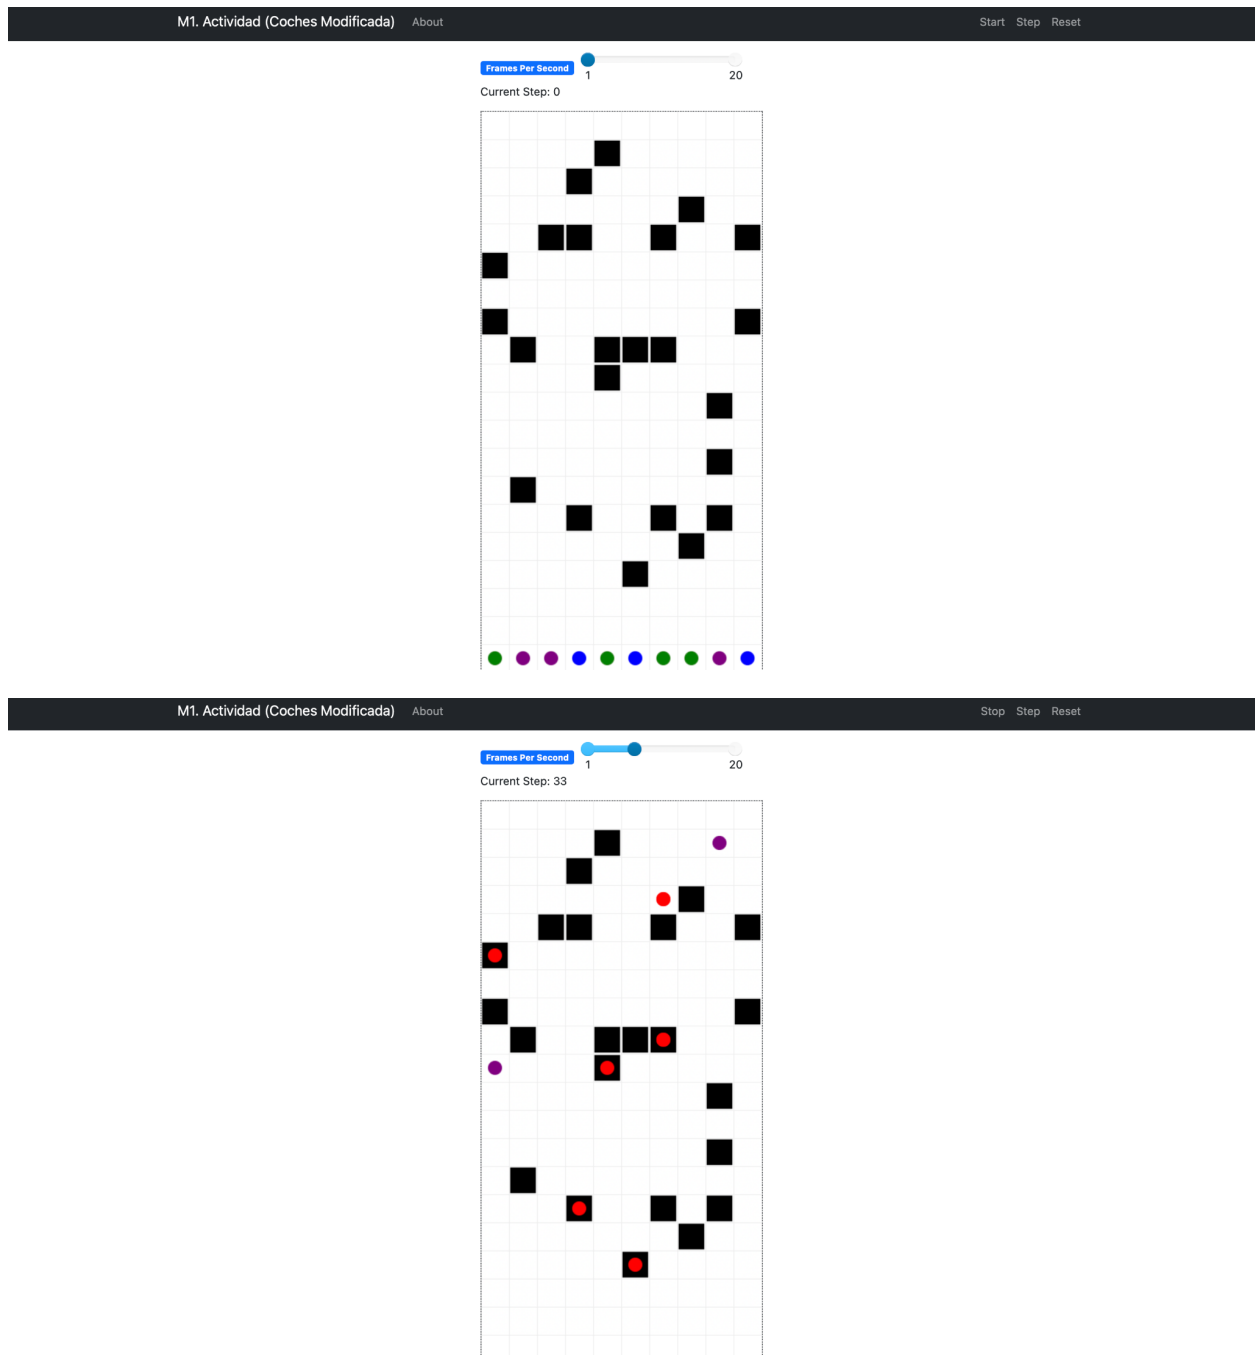 M1. Actividad (Coches Modificada) About Start Step Reset
Frames Per Second
1 20
Current Step: 0
M1. Actividad (Coches Modificada) About Stop Step Reset
Frames Per Second
1 20
Current Step: 33